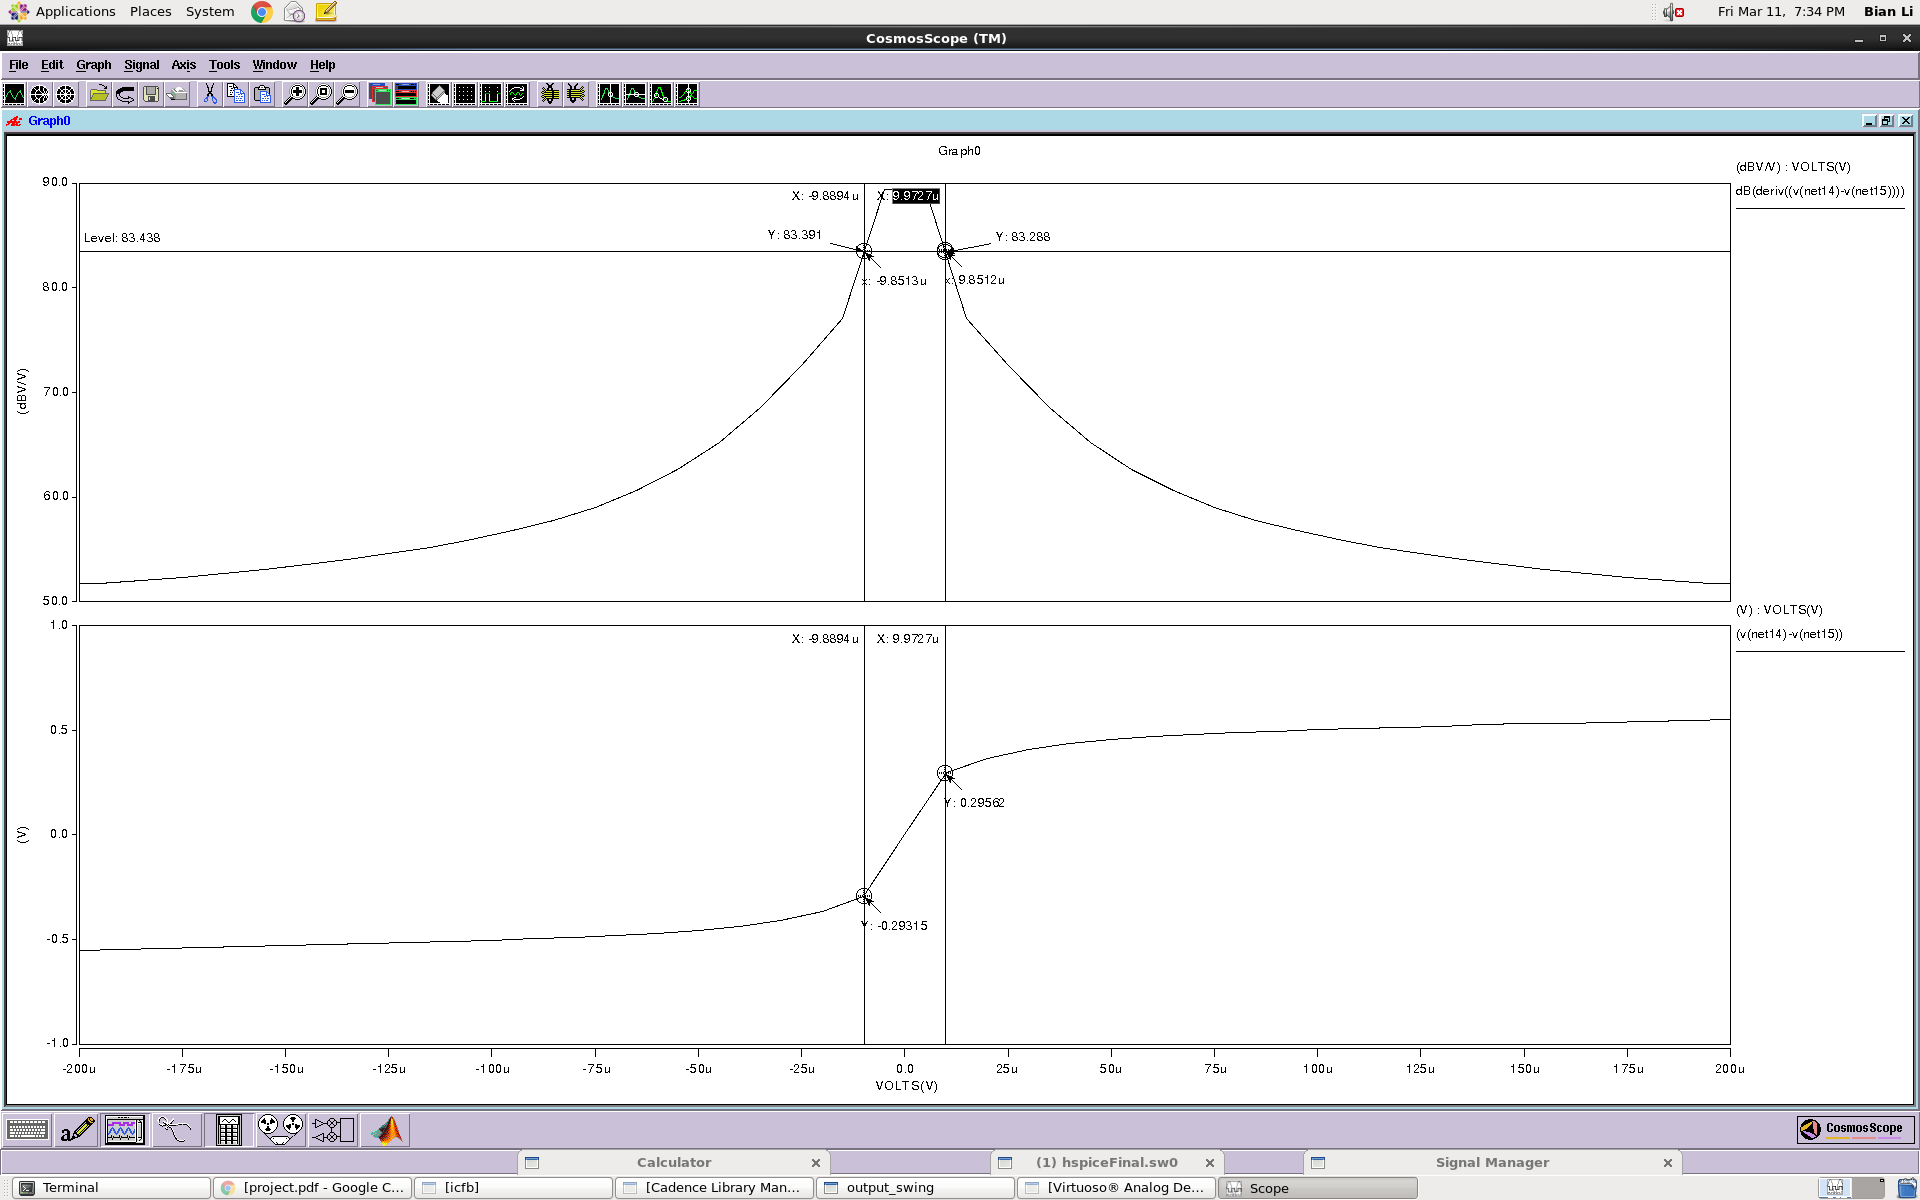 Applications Places System Fri Mar 11, 7:34 PM Bian Li
CosmosScope (TM)
File Edit Graph Signal Axis Tools Window Help
Graph0
Graph0
(dBV/V) : VOLTS(V)
dB(deriv((v(net14)-v(net15))))
90.0
X: -9.8894u X: 9.9727u
Level: 83.438
Y: 83.391
Y: 83.288
x: -9.8513u
x: 9.8512u
80.0
70.0
(dBV/V)
60.0
50.0
(V) : VOLTS(V)
(v(net14)-v(net15))
1.0
X: -9.8894u X: 9.9727u
0.5
Y: 0.29562
0.0
(V)
Y: -0.29315
-0.5
-1.0
-200u -175u -150u -125u -100u -75u -50u -25u 0.0 25u 50u 75u 100u 125u 150u 175u 200u
VOLTS(V)
CosmosScope
Calculator (1) hspiceFinal.sw0 Signal Manager
Terminal [project.pdf - Google C... [icfb] [Cadence Library Man... output_swing [Virtuoso® Analog De... Scope